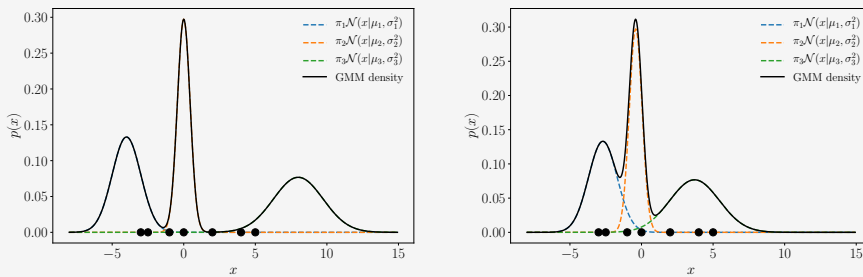 π₁𝒩(x|μ₁, σ₁²)
π₂𝒩(x|μ₂, σ₂²)
π₃𝒩(x|μ₃, σ₃²)
GMM density
0.30
0.25
0.20
0.15
0.10
0.05
0.00
p(x)
−5 0 5 10 15
x
π₁𝒩(x|μ₁, σ₁²)
π₂𝒩(x|μ₂, σ₂²)
π₃𝒩(x|μ₃, σ₃²)
GMM density
0.30
0.25
0.20
0.15
0.10
0.05
0.00
p(x)
−5 0 5 10 15
x